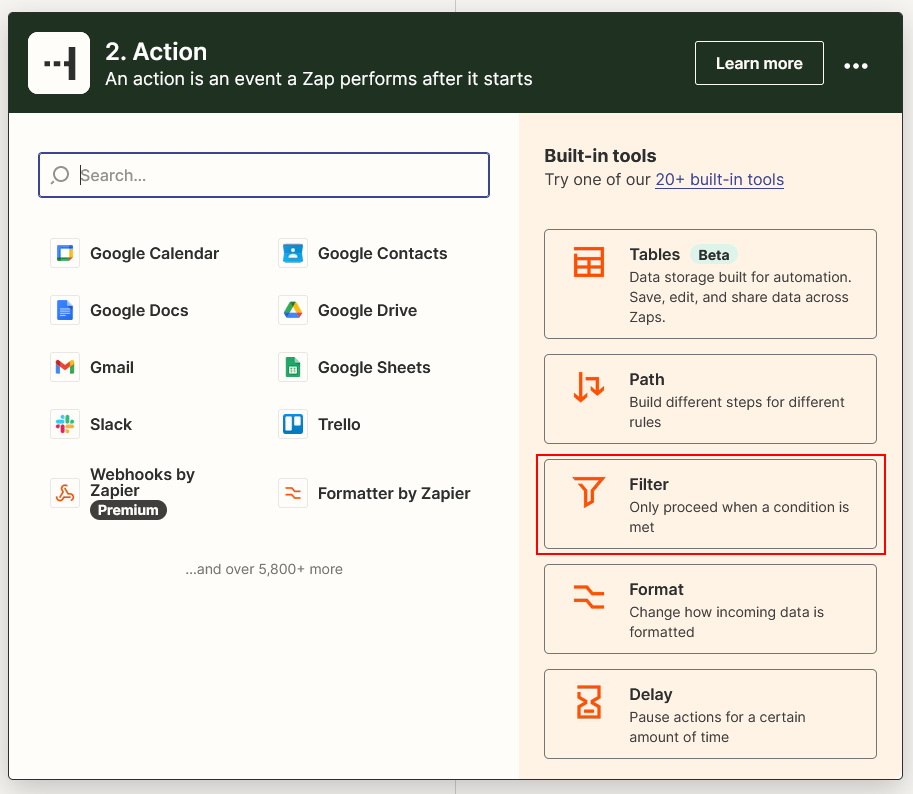 2. Action
An action is an event a Zap performs after it starts
Learn more
Search...
Google Calendar
Google Contacts
Google Docs
Google Drive
Gmail
Google Sheets
Slack
Trello
Webhooks by
Zapier
Premium
Formatter by Zapier
...and over 5,800+ more
Built-in tools
Try one of our 20+ built-in tools
Tables Beta
Data storage built for automation.
Save, edit, and share data across
Zaps.
Path
Build different steps for different
rules
Filter
Only proceed when a condition is
met
Format
Change how incoming data is
formatted
Delay
Pause actions for a certain
amount of time